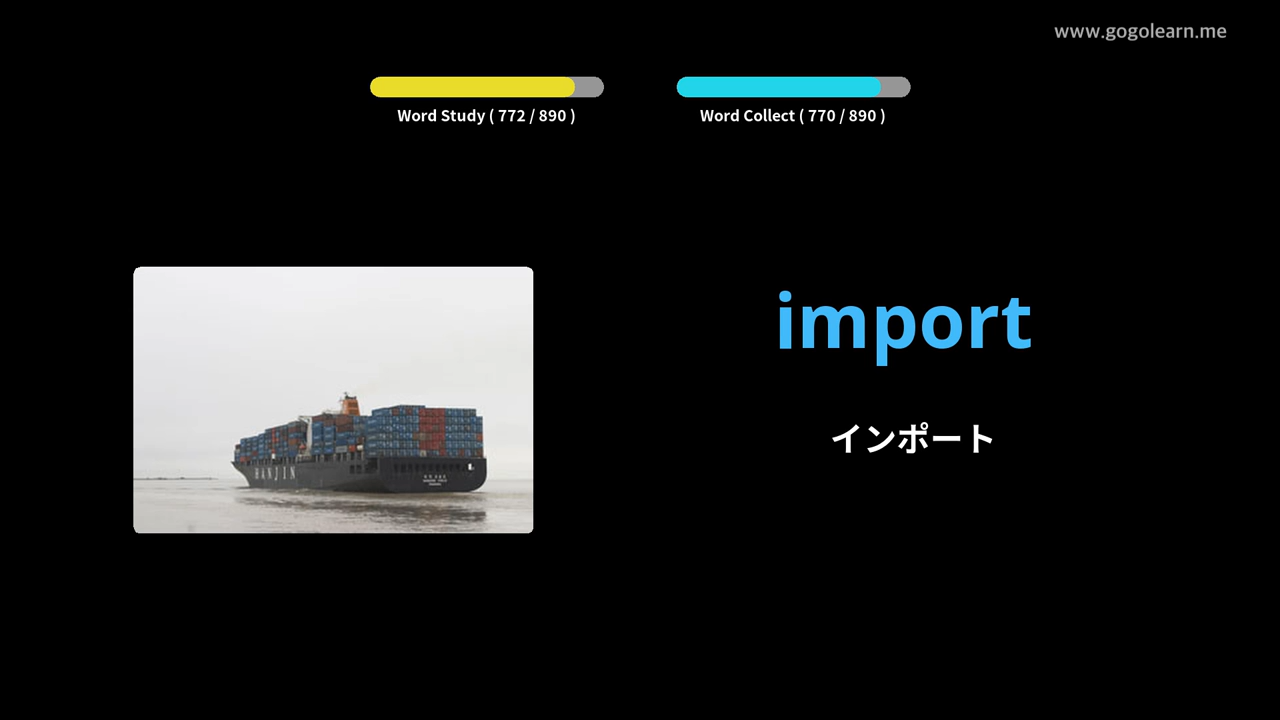 www.gogolearn.me
Word Study ( 772 / 890 )
Word Collect ( 770 / 890 )
import
インポート
HANJIN